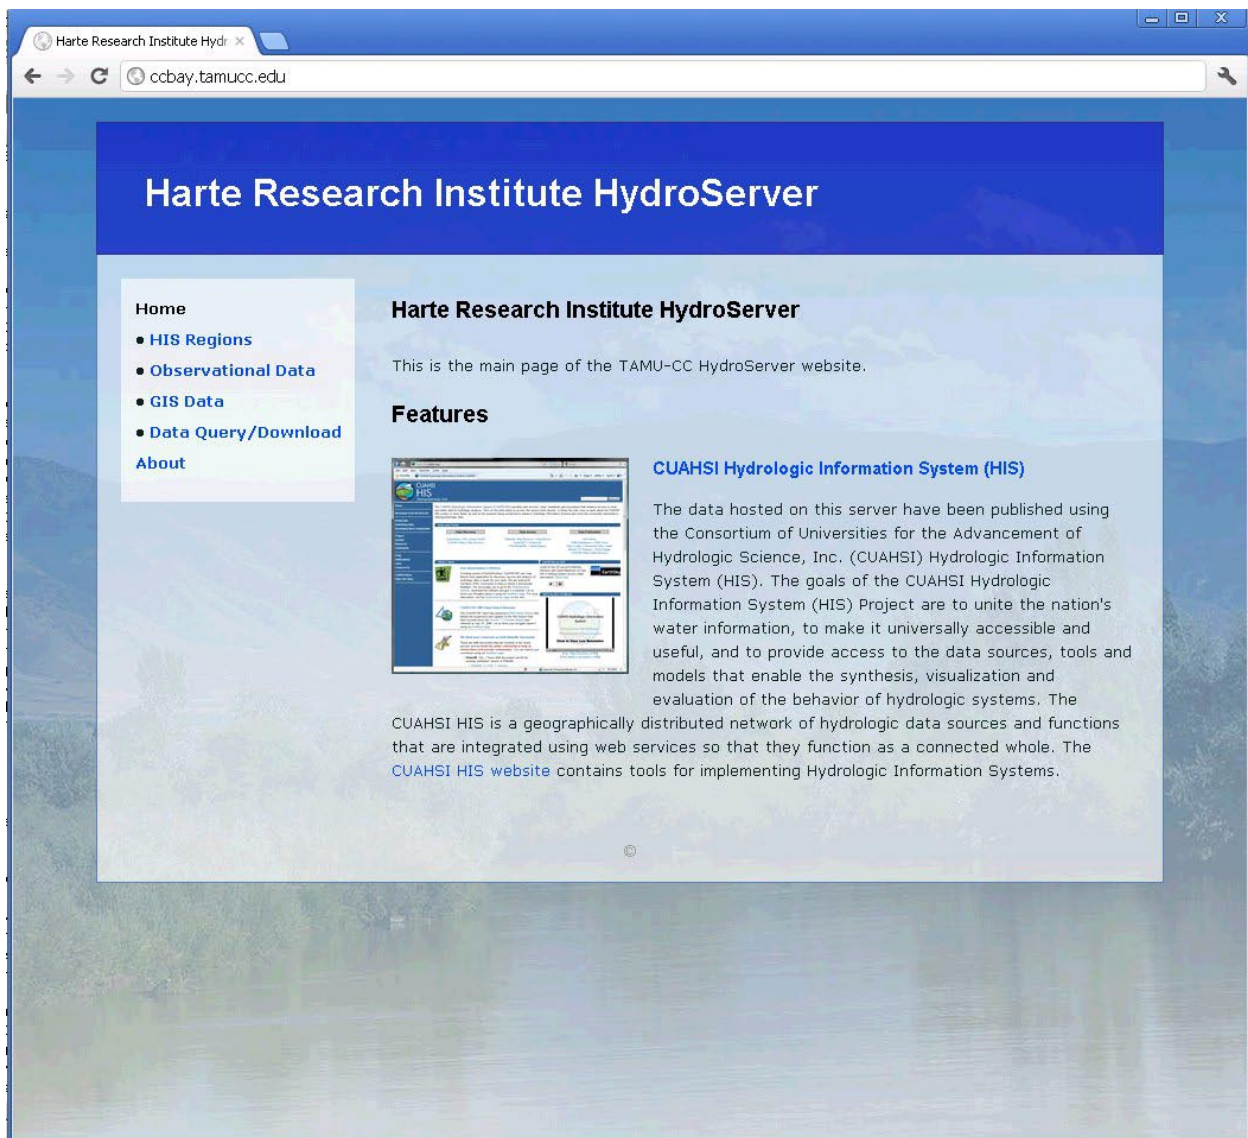 Harte Research Institute Hydr
ccbay.tamucc.edu
Harte Research Institute HydroServer
Home
• HIS Regions
• Observational Data
• GIS Data
• Data Query/Download
About
Harte Research Institute HydroServer
This is the main page of the TAMU-CC HydroServer website.
Features
CUAHSI
HIS
CUAHSI Hydrologic Information System (HIS)
The data hosted on this server have been published using
the Consortium of Universities for the Advancement of
Hydrologic Science, Inc. (CUAHSI) Hydrologic Information
System (HIS). The goals of the CUAHSI Hydrologic
Information System (HIS) Project are to unite the nation's
water information, to make it universally accessible and
useful, and to provide access to the data sources, tools and
models that enable the synthesis, visualization and
evaluation of the behavior of hydrologic systems. The
CUAHSI HIS is a geographically distributed network of hydrologic data sources and functions
that are integrated using web services so that they function as a connected whole. The
CUAHSI HIS website contains tools for implementing Hydrologic Information Systems.
©